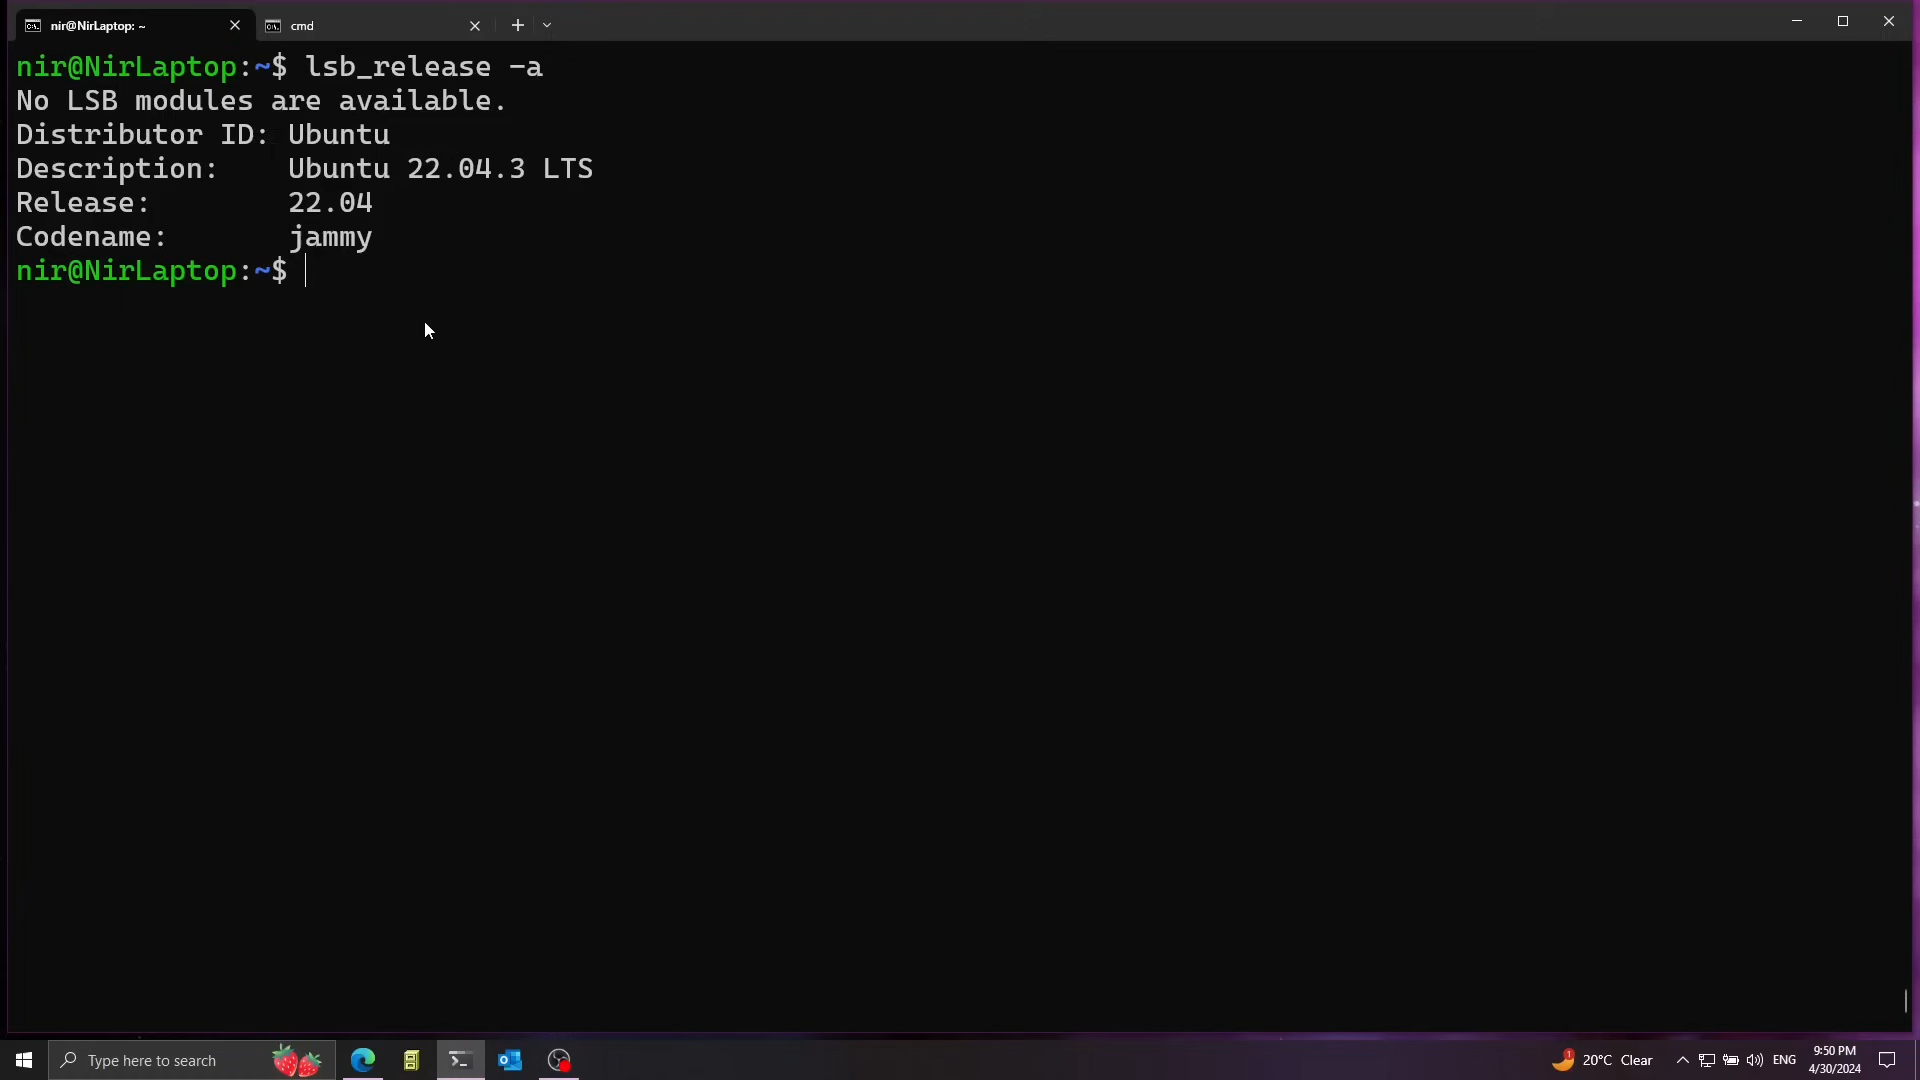 nir@NirLaptop: ~
cmd
nir@NirLaptop:~$ lsb_release -a
No LSB modules are available.
Distributor ID: Ubuntu
Description:    Ubuntu 22.04.3 LTS
Release:        22.04
Codename:       jammy
nir@NirLaptop:~$
Type here to search
1
20°C Clear
ENG
9:50 PM
4/30/2024